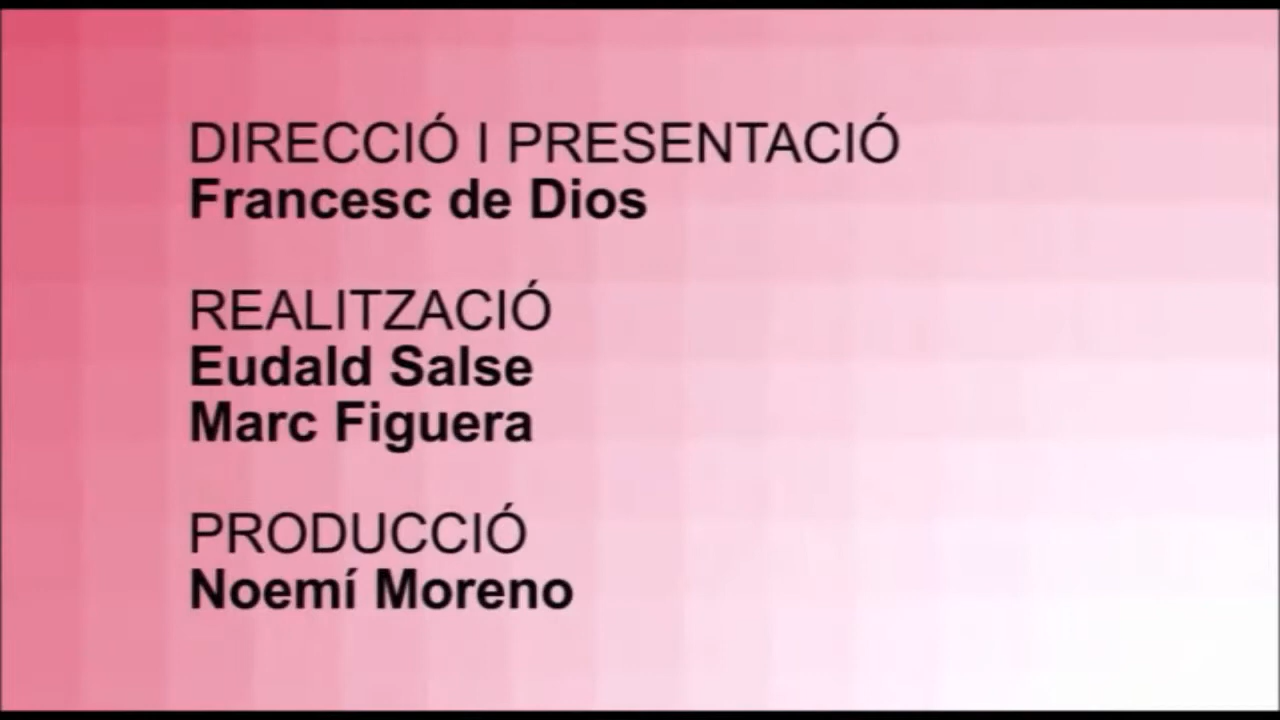 DIRECCIÓ I PRESENTACIÓ
Francesc de Dios
REALITZACIÓ
Eudald Salse
Marc Figuera
PRODUCCIÓ
Noemí Moreno